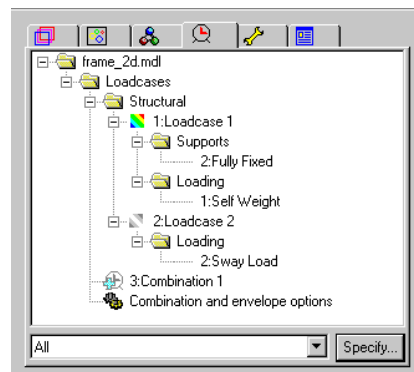 frame_2d.mdl
Loadcases
Structural
1:Loadcase 1
Supports
2:Fully Fixed
Loading
1:Self Weight
2:Loadcase 2
Loading
2:Sway Load
3:Combination 1
Combination and envelope options
All Specify...